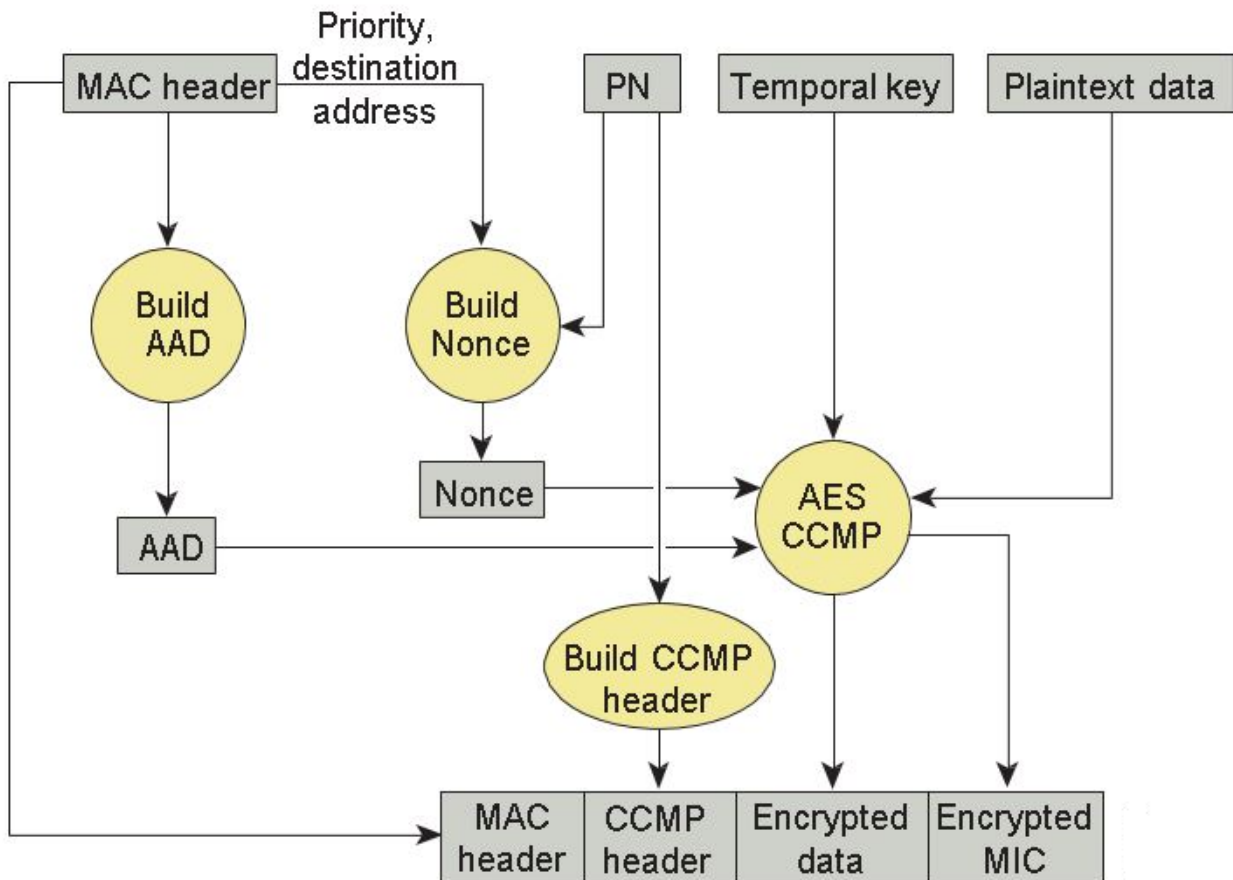 Priority,
destination
address
MAC header
PN
Temporal key
Plaintext data
Build
AAD
Build
Nonce
Nonce
AES
CCMP
AAD
Build CCMP
header
MAC
header
CCMP
header
Encrypted
data
Encrypted
MIC